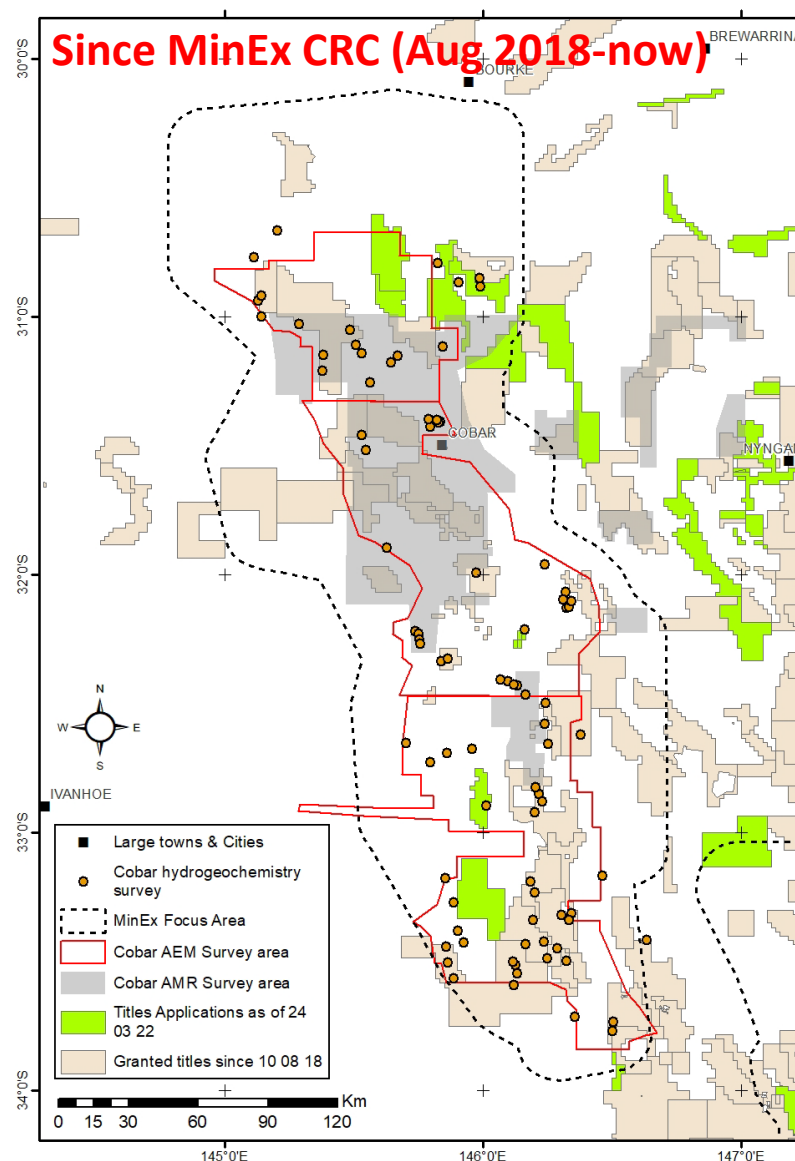 Since MinEx CRC (Aug 2018-now)
BREWARRINA
30°0'S
BOURKE
31°0'S
COBAR
NYNGAN
32°0'S
N
W E
S
IVANHOE
33°0'S
Large towns & Cities
Cobar hydrogeochemistry
survey
MinEx Focus Area
Cobar AEM Survey area
Cobar AMR Survey area
Titles Applications as of 24
03 22
Granted titles since 10 08 18
34°0'S
Km
0 15 30 60 90 120
145°0'E 146°0'E 147°0'E